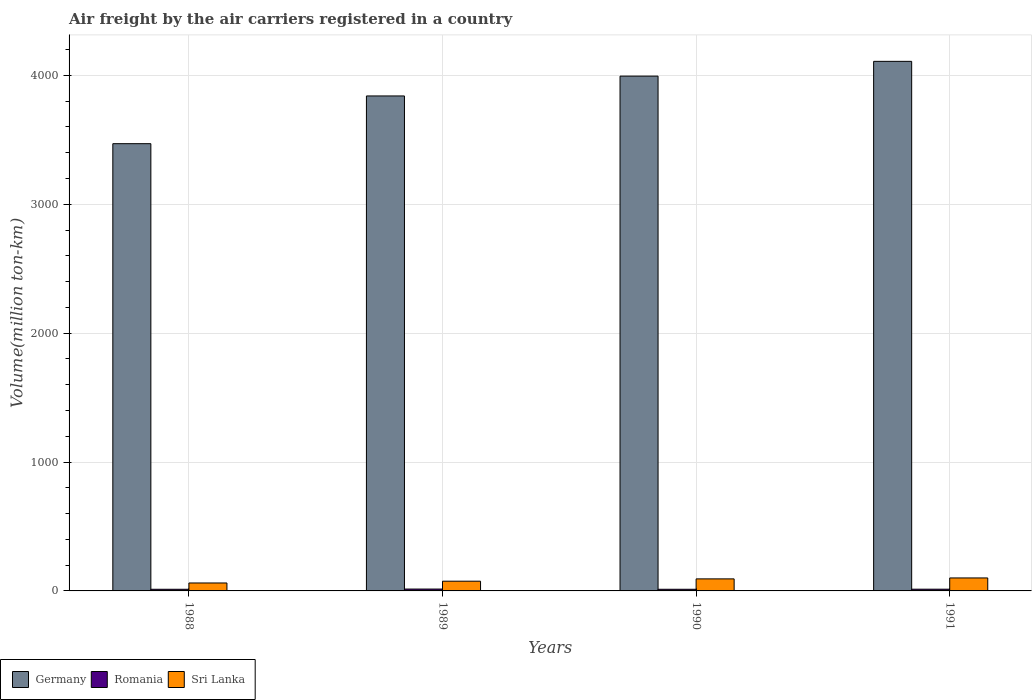 Air freight by the air carriers registered in a country
Volume(million ton-km)
4000
3000
2000
1000
0
1988
1989
1990
1991
Years
Germany
Romania
Sri Lanka